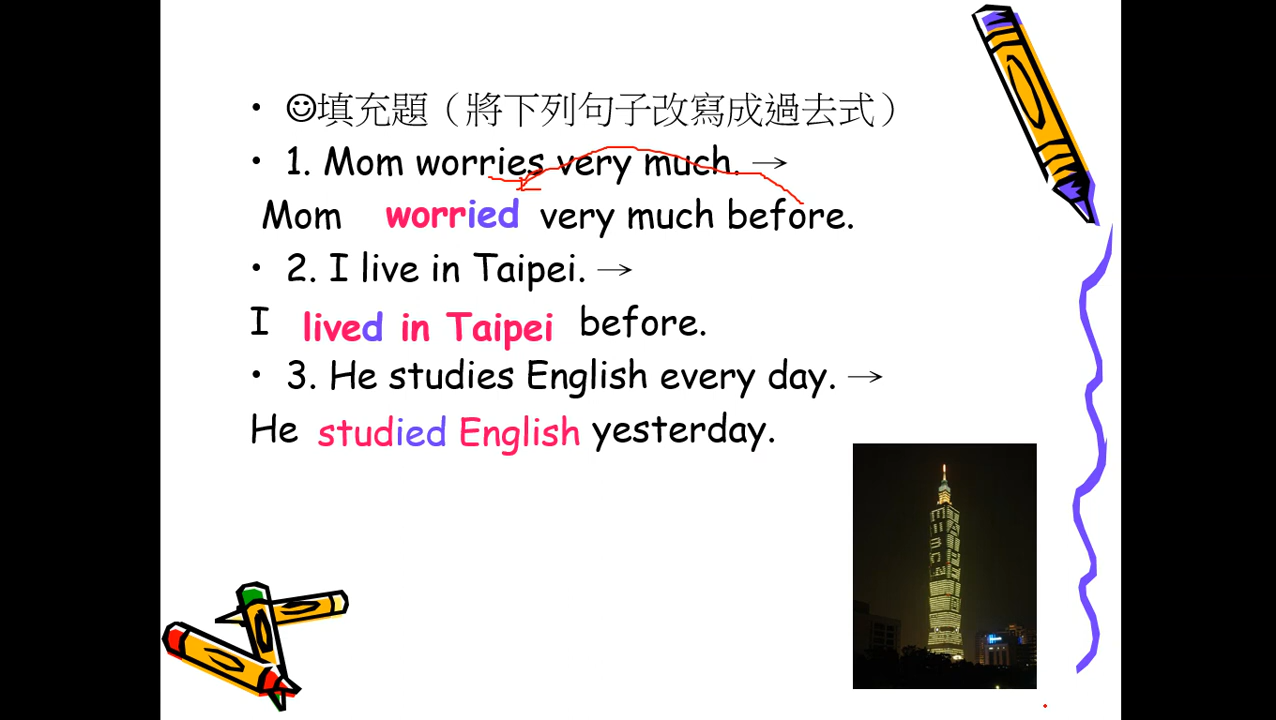 • ☺填充題（將下列句子改寫成過去式）
• 1. Mom worries very much. →
Mom worried very much before.
• 2. I live in Taipei. →
I lived in Taipei before.
• 3. He studies English every day. →
He studied English yesterday.